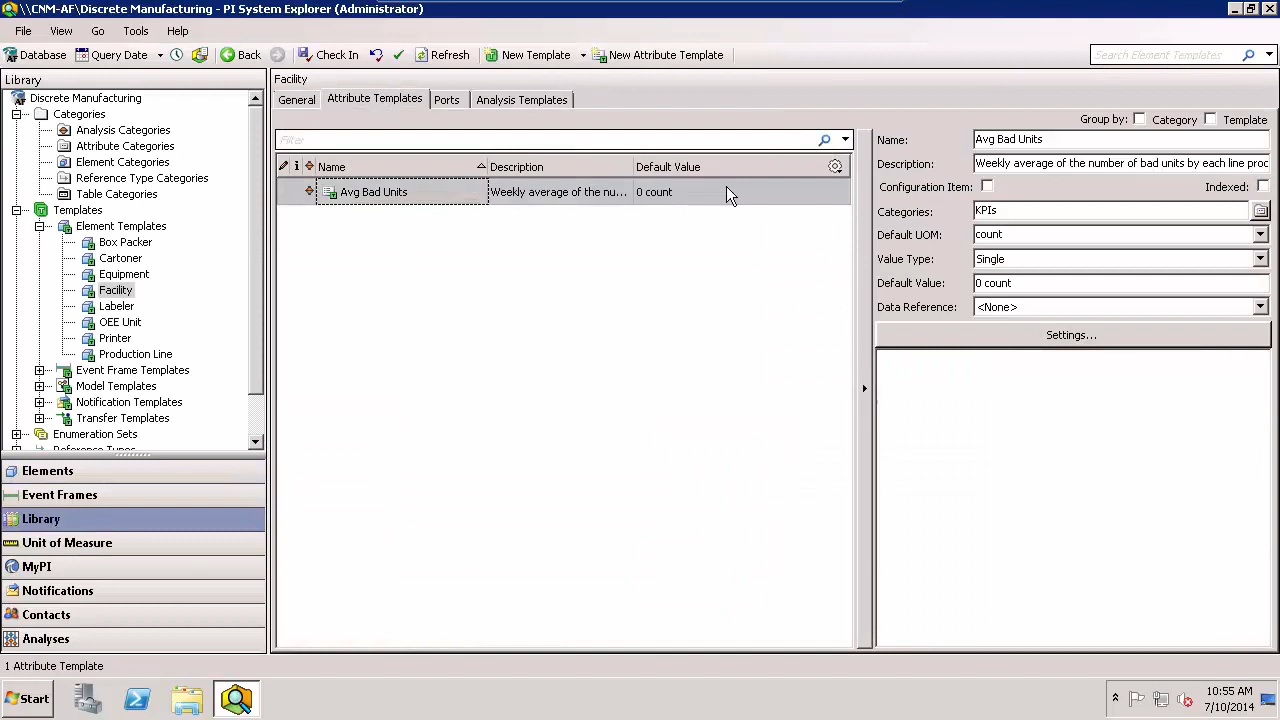 \\CNM-AF\Discrete Manufacturing - PI System Explorer (Administrator)
File View Go Tools Help
Database Query Date Back Check In Refresh New Template New Attribute Template Search Element Templates
Library
Discrete Manufacturing
Categories
Analysis Categories
Attribute Categories
Element Categories
Reference Type Categories
Table Categories
Templates
Element Templates
Box Packer
Cartoner
Equipment
Facility
Labeler
OEE Unit
Printer
Production Line
Event Frame Templates
Model Templates
Notification Templates
Transfer Templates
Enumeration Sets
Reference Types
Elements
Event Frames
Library
Unit of Measure
MyPI
Notifications
Contacts
Analyses
Facility
General Attribute Templates Ports Analysis Templates
Filter
Name Description Default Value
Avg Bad Units Weekly average of the nu... 0 count
Group by: Category Template
Name: Avg Bad Units
Description: Weekly average of the number of bad units by each line proc
Configuration Item: Indexed:
Categories: KPIs
Default UOM: count
Value Type: Single
Default Value: 0 count
Data Reference: <None>
Settings...
1 Attribute Template
Start
10:55 AM
7/10/2014